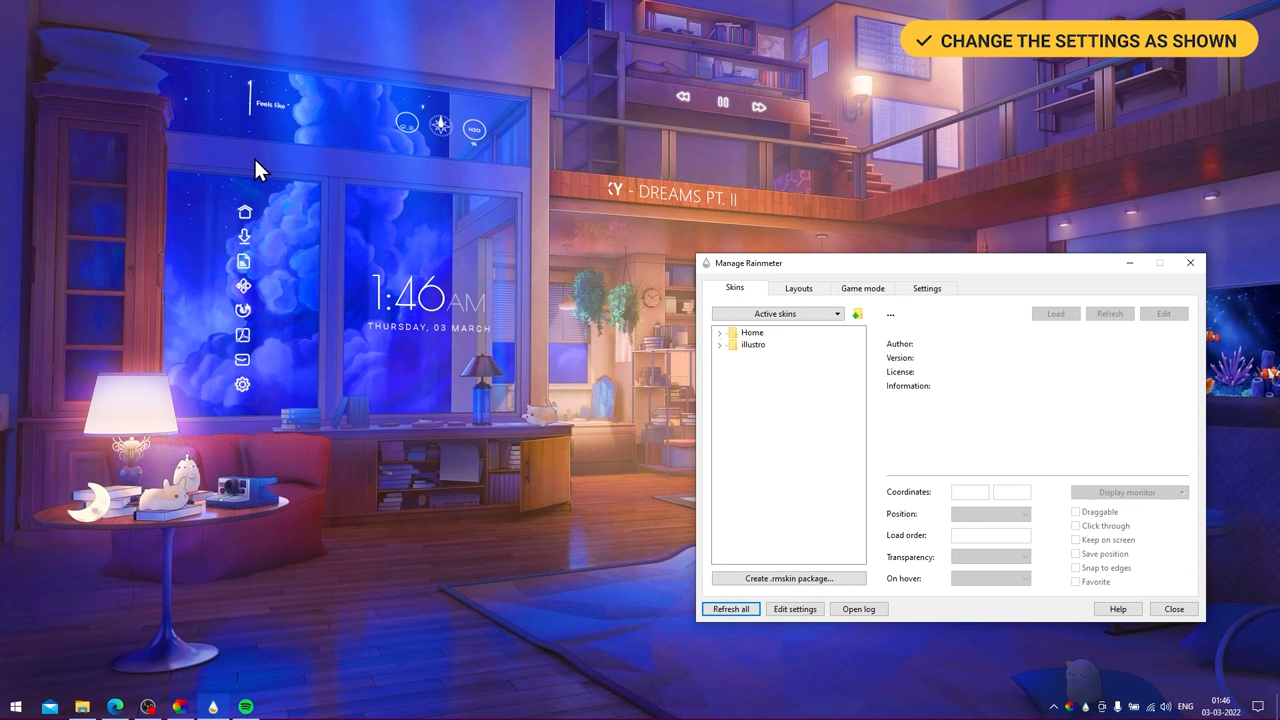 CHANGE THE SETTINGS AS SHOWN
Feels like °
H2O
%
Y - DREAMS PT. II
1:46 AM
THURSDAY, 03 MARCH
Manage Rainmeter
Skins
Layouts
Game mode
Settings
Active skins
...
Load
Refresh
Edit
Home
illustro
Author:
Version:
License:
Information:
Coordinates:
Display monitor
Position:
Load order:
Transparency:
On hover:
Draggable
Click through
Keep on screen
Save position
Snap to edges
Favorite
Create .rmskin package...
Refresh all
Edit settings
Open log
Help
Close
ENG
01:46
03-03-2022